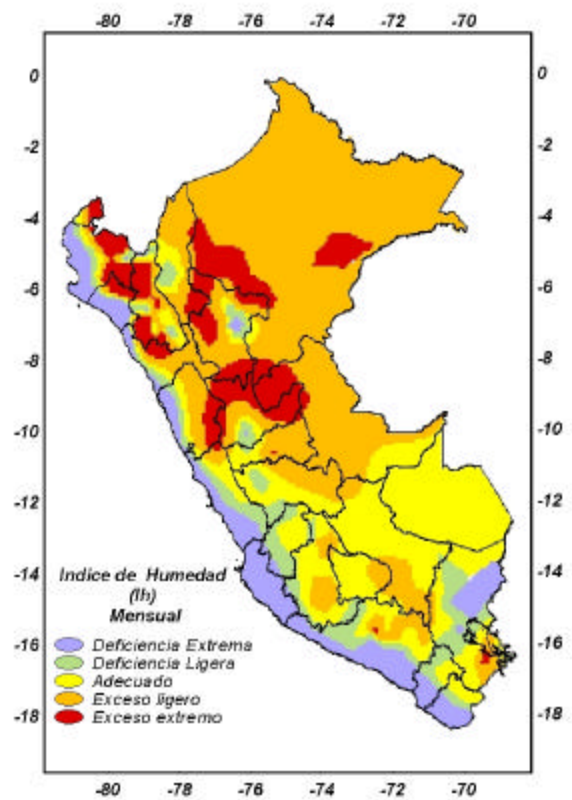 -80 -78 -76 -74 -72 -70
0 0
-2 -2
-4 -4
-6 -6
-8 -8
-10 -10
-12 -12
-14 -14
-16 -16
-18 -18
Indice de Humedad
(Ih)
Mensual
Deficiencia Extrema
Deficiencia Ligera
Adecuado
Exceso ligero
Exceso extremo
-80 -78 -76 -74 -72 -70